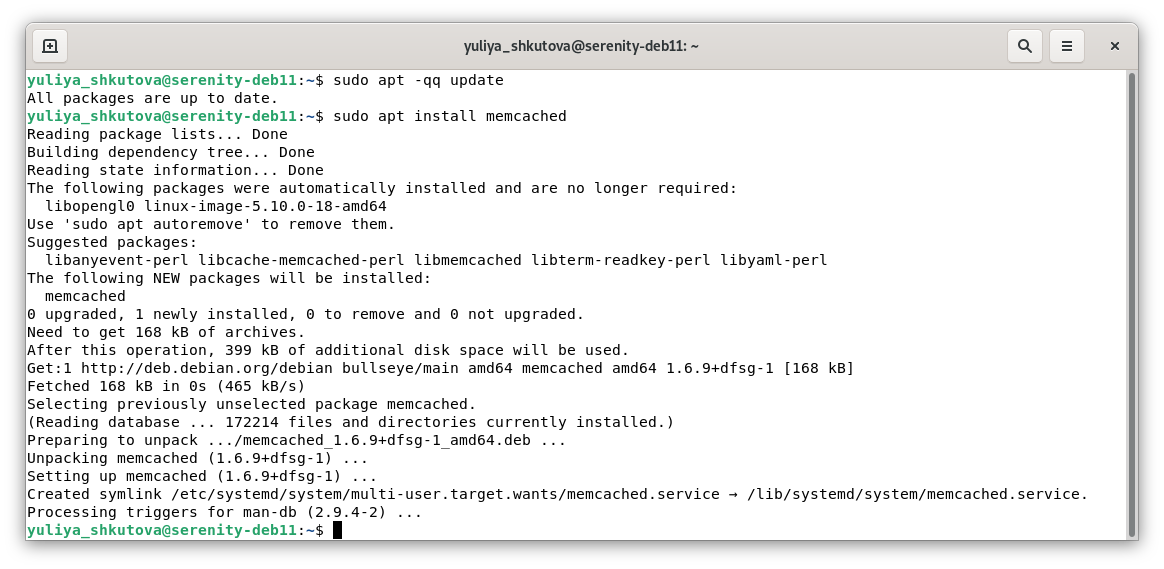 yuliya_shkutova@serenity-deb11: ~
yuliya_shkutova@serenity-deb11:~$ sudo apt -qq update
All packages are up to date.
yuliya_shkutova@serenity-deb11:~$ sudo apt install memcached
Reading package lists... Done
Building dependency tree... Done
Reading state information... Done
The following packages were automatically installed and are no longer required:
  libopengl0 linux-image-5.10.0-18-amd64
Use 'sudo apt autoremove' to remove them.
Suggested packages:
  libanyevent-perl libcache-memcached-perl libmemcached libterm-readkey-perl libyaml-perl
The following NEW packages will be installed:
  memcached
0 upgraded, 1 newly installed, 0 to remove and 0 not upgraded.
Need to get 168 kB of archives.
After this operation, 399 kB of additional disk space will be used.
Get:1 http://deb.debian.org/debian bullseye/main amd64 memcached amd64 1.6.9+dfsg-1 [168 kB]
Fetched 168 kB in 0s (465 kB/s)
Selecting previously unselected package memcached.
(Reading database ... 172214 files and directories currently installed.)
Preparing to unpack .../memcached_1.6.9+dfsg-1_amd64.deb ...
Unpacking memcached (1.6.9+dfsg-1) ...
Setting up memcached (1.6.9+dfsg-1) ...
Created symlink /etc/systemd/system/multi-user.target.wants/memcached.service → /lib/systemd/system/memcached.service.
Processing triggers for man-db (2.9.4-2) ...
yuliya_shkutova@serenity-deb11:~$